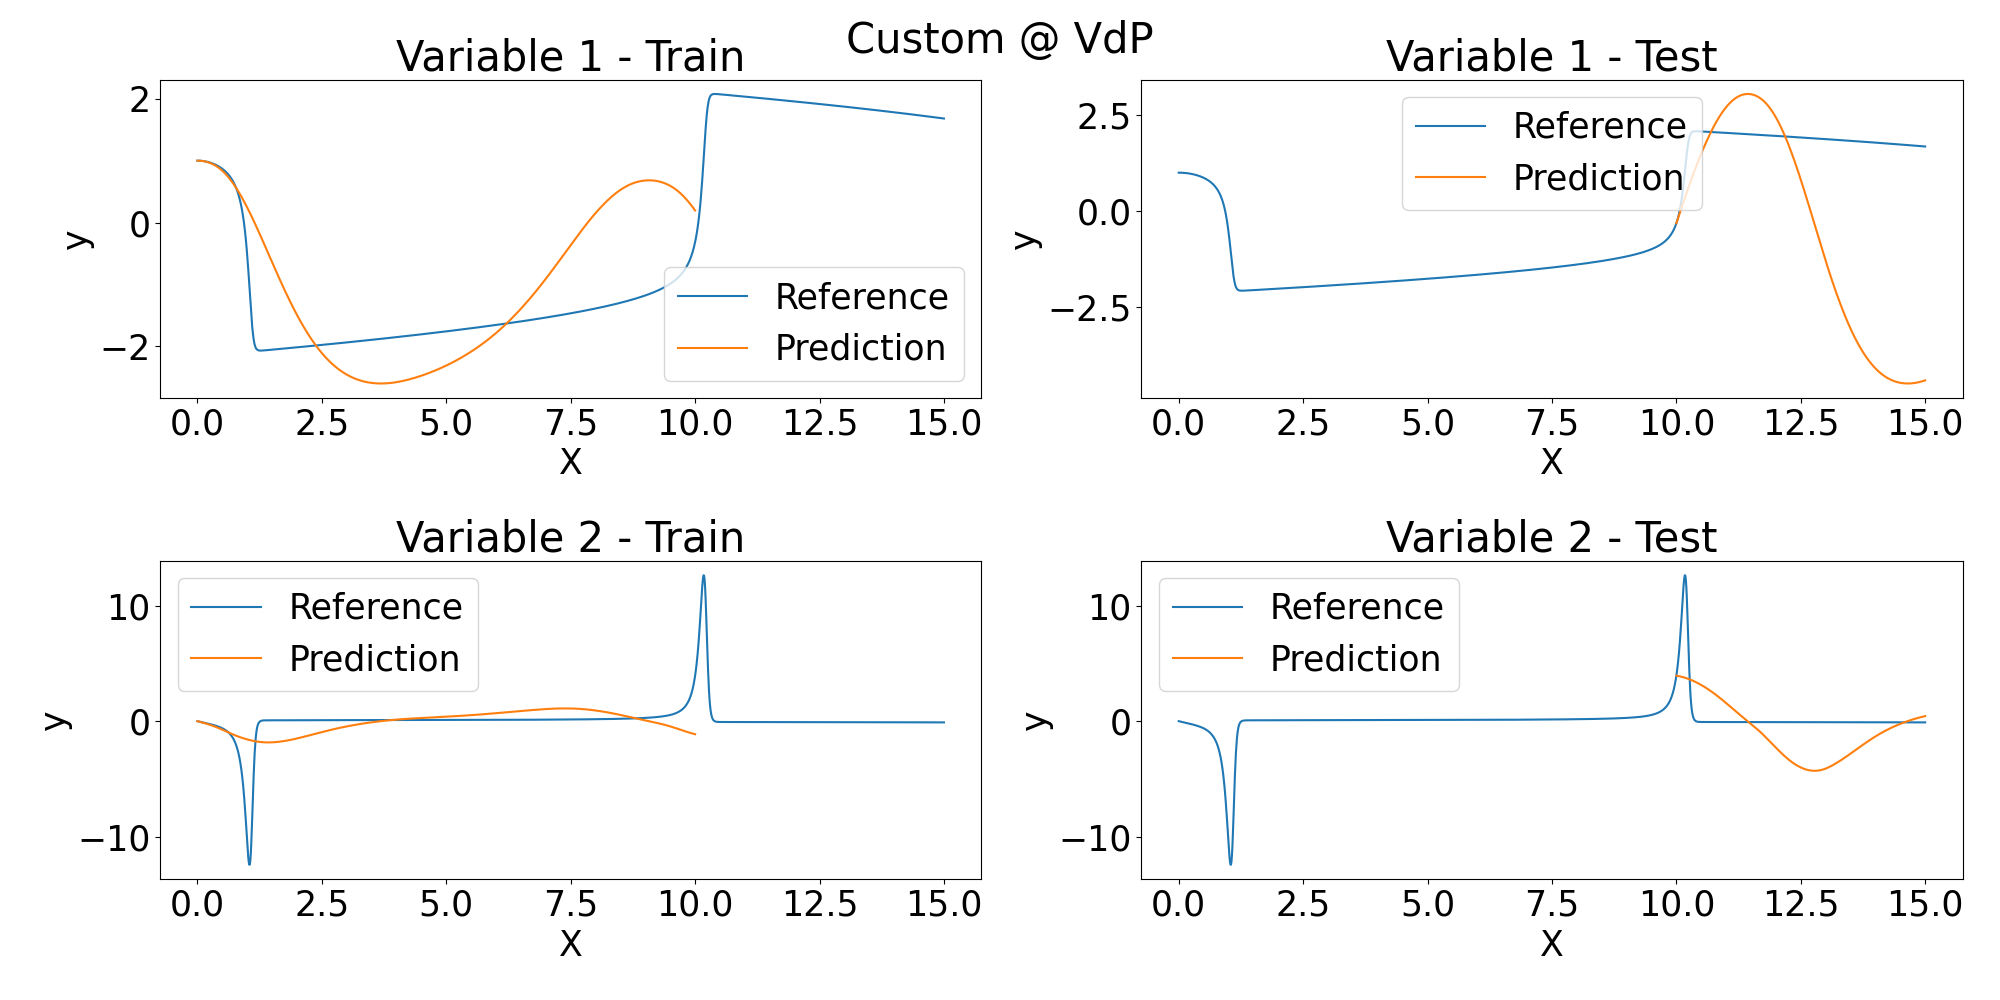 Custom @ VdP
Variable 1 - Train
2
0
−2
y
Reference
Prediction
0.0 2.5 5.0 7.5 10.0 12.5 15.0
X
Variable 1 - Test
2.5
0.0
−2.5
y
Reference
Prediction
0.0 2.5 5.0 7.5 10.0 12.5 15.0
X
Variable 2 - Train
10
0
−10
y
Reference
Prediction
0.0 2.5 5.0 7.5 10.0 12.5 15.0
X
Variable 2 - Test
10
0
−10
y
Reference
Prediction
0.0 2.5 5.0 7.5 10.0 12.5 15.0
X